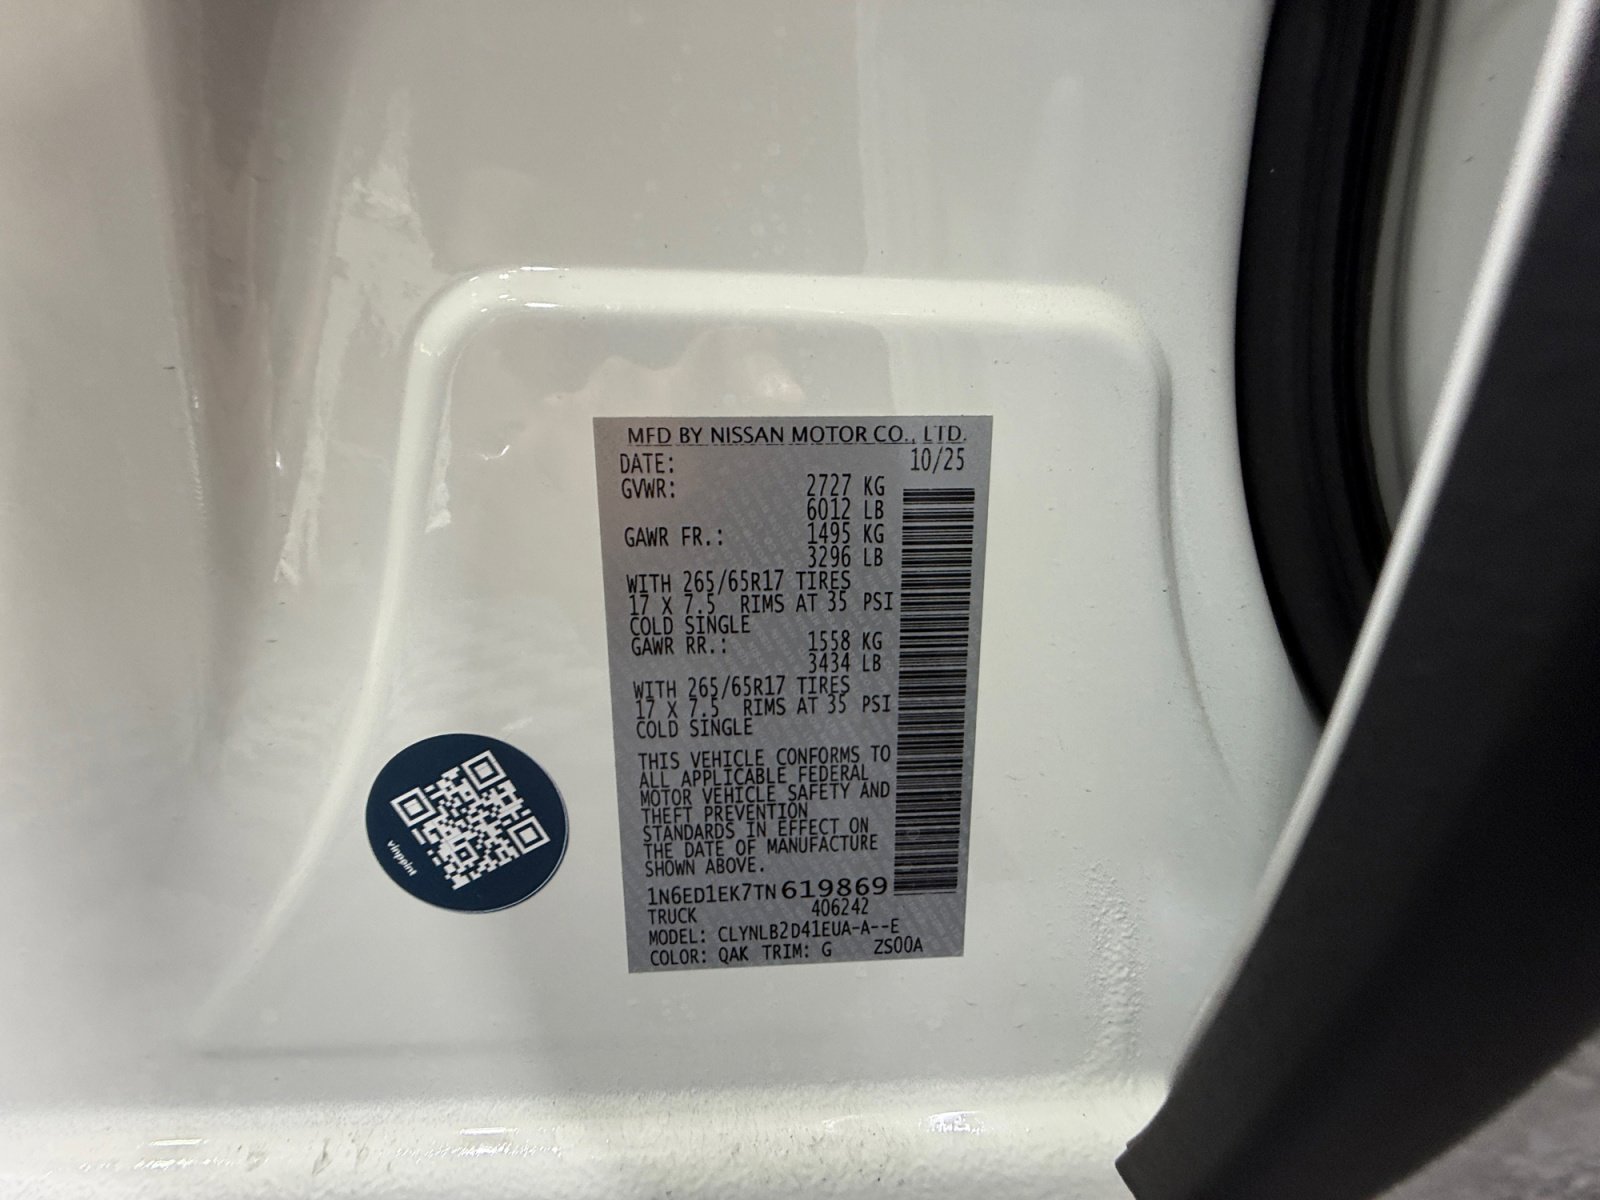 MFD BY NISSAN MOTOR CO., LTD.
DATE: 10/25
GVWR: 2727 KG
6012 LB
GAWR FR.: 1495 KG
3296 LB
WITH 265/65R17 TIRES
17 X 7.5 RIMS AT 35 PSI
COLD SINGLE
GAWR RR.: 1558 KG
3434 LB
WITH 265/65R17 TIRES
17 X 7.5 RIMS AT 35 PSI
COLD SINGLE
THIS VEHICLE CONFORMS TO
ALL APPLICABLE FEDERAL
MOTOR VEHICLE SAFETY AND
THEFT PREVENTION
STANDARDS IN EFFECT ON
THE DATE OF MANUFACTURE
SHOWN ABOVE.
1N6ED1EK7TN619869
TRUCK 406242
MODEL: CLYNLB2D41EUA-A--E
COLOR: QAK TRIM: G ZS00A
vinpoint